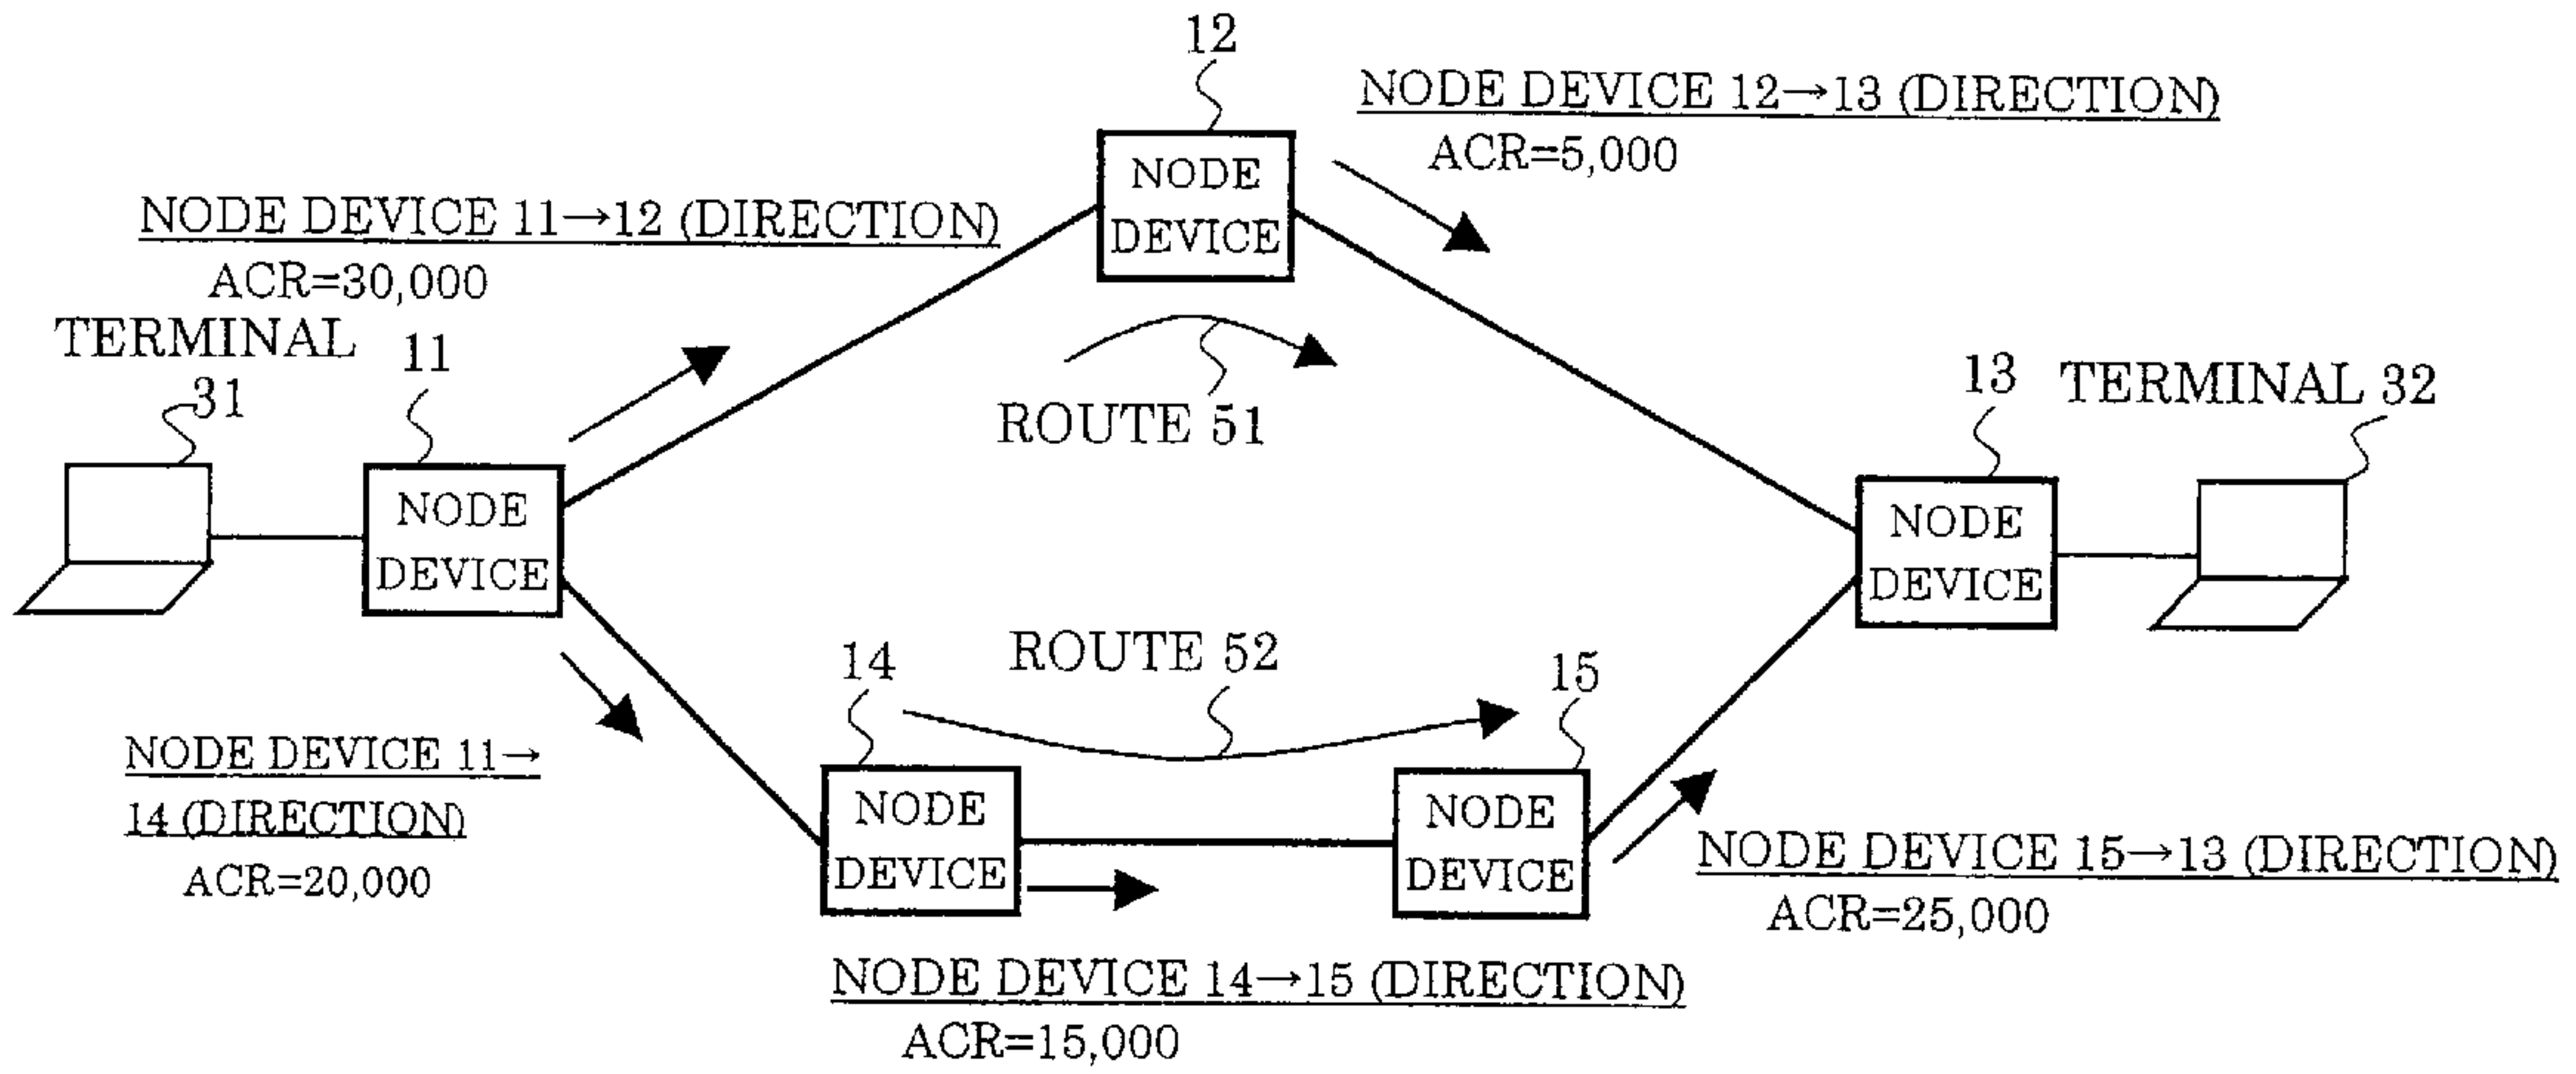 12
NODE DEVICE 12→13 (DIRECTION)
ACR=5,000
NODE
DEVICE
NODE DEVICE 11→12 (DIRECTION)
ACR=30,000
TERMINAL
31
11
ROUTE 51
13
TERMINAL 32
NODE
DEVICE
NODE
DEVICE
ROUTE 52
14
15
NODE DEVICE 11→
14 (DIRECTION)
ACR=20,000
NODE
DEVICE
NODE
DEVICE
NODE DEVICE 15→13 (DIRECTION)
ACR=25,000
NODE DEVICE 14→15 (DIRECTION)
ACR=15,000